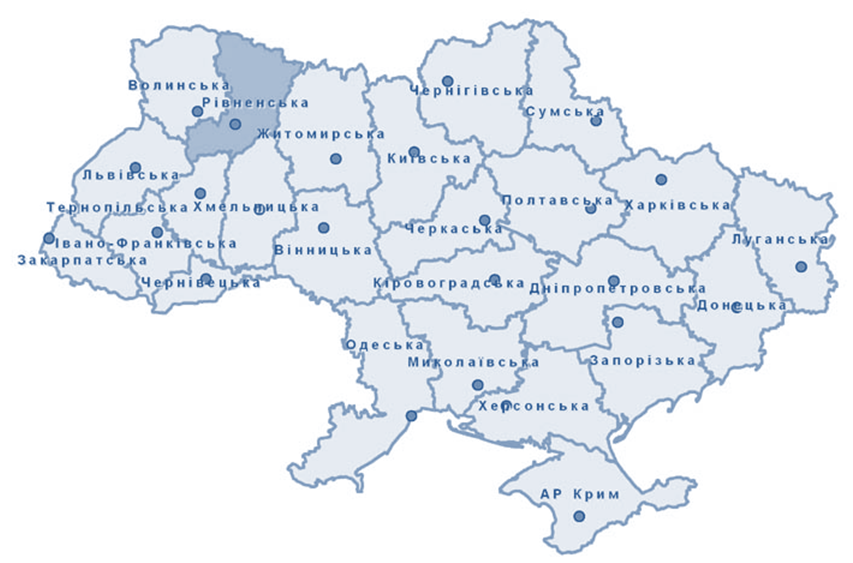 Волинська
Чернігівська
Рівненська
Сумська
Житомирська
Київська
Львівська
Полтавська
Харківська
Тернопільська
Хмельницька
Черкаська
Луганська
Івано-Франківська
Вінницька
Закарпатська
Чернівецька
Кіровоградська
Дніпропетровська
Донецька
Одеська
Миколаївська
Запорізька
Херсонська
АР Крим